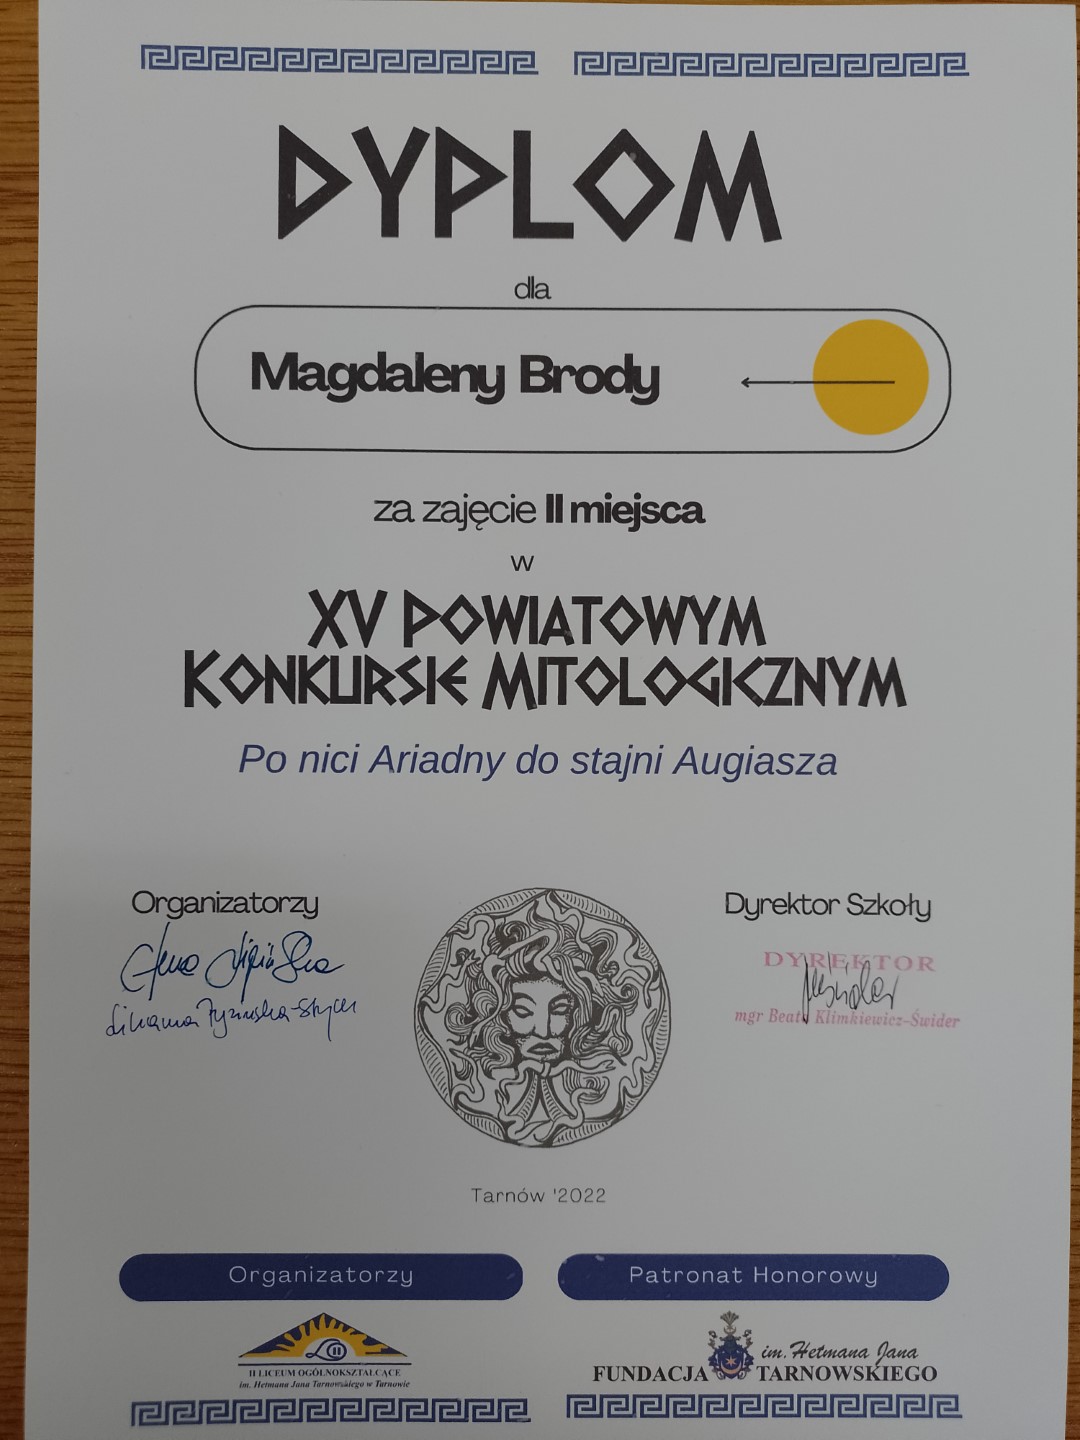 DYPLOM
dla
Magdaleny Brody
za zajęcie II miejsca
w
XV POWIATOWYM
KONKURSIE MITOLOGICZNYM
Po nici Ariadny do stajni Augiasza
Organizatorzy
Dyrektor Szkoły
DYREKTOR
mgr Beata Klimkiewicz-Świder
Tarnów '2022
Organizatorzy
Patronat Honorowy
II LICEUM OGÓLNOKSZTAŁCĄCE
im. Hetmana Jana Tarnowskiego w Tarnowie
im. Hetmana Jana
FUNDACJA TARNOWSKIEGO